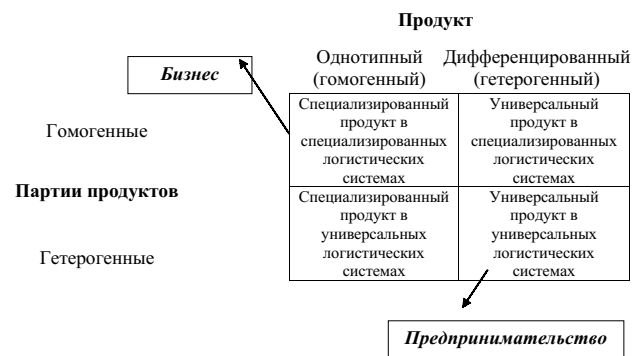 Продукт
Однотипный
(гомогенный)
Дифференцированный
(гетерогенный)
Бизнес
Гомогенные
Специализированный
продукт в
специализированных
логистических
системах
Универсальный
продукт в
специализированных
логистических
системах
Партии продуктов
Гетерогенные
Специализированный
продукт в
универсальных
логистических
системах
Универсальный
продукт в
универсальных
логистических
системах
Предпринимательство